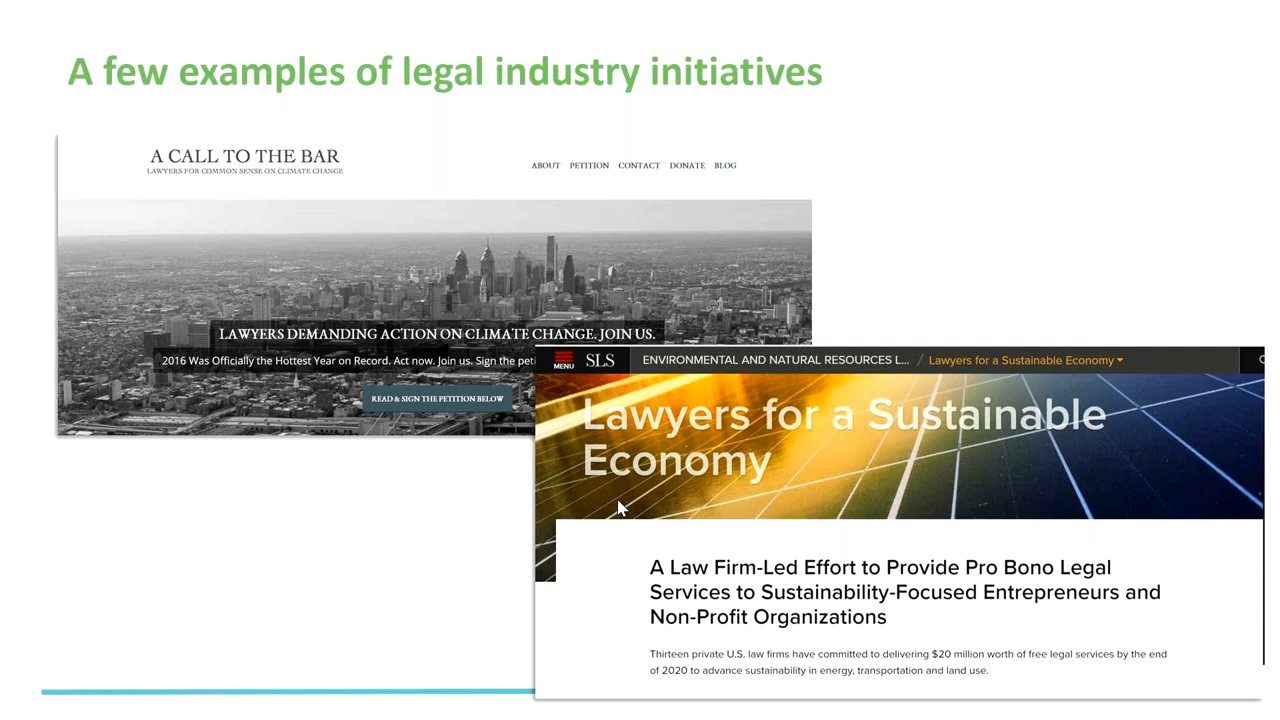 A few examples of legal industry initiatives
A CALL TO THE BAR
LAWYERS FOR COMMON SENSE ON CLIMATE CHANGE
ABOUT PETITION CONTACT DONATE BLOG
LAWYERS DEMANDING ACTION ON CLIMATE CHANGE. JOIN US.
2016 Was Officially the Hottest Year on Record. Act now. Join us. Sign the
READ & SIGN THE PETITION BELOW
MENU SLS ENVIRONMENTAL AND NATURAL RESOURCES L... / Lawyers for a Sustainable Economy
Lawyers for a Sustainable
Economy
A Law Firm-Led Effort to Provide Pro Bono Legal
Services to Sustainability-Focused Entrepreneurs and
Non-Profit Organizations
Thirteen private U.S. law firms have committed to delivering $20 million worth of free legal services by the end
of 2020 to advance sustainability in energy, transportation and land use.